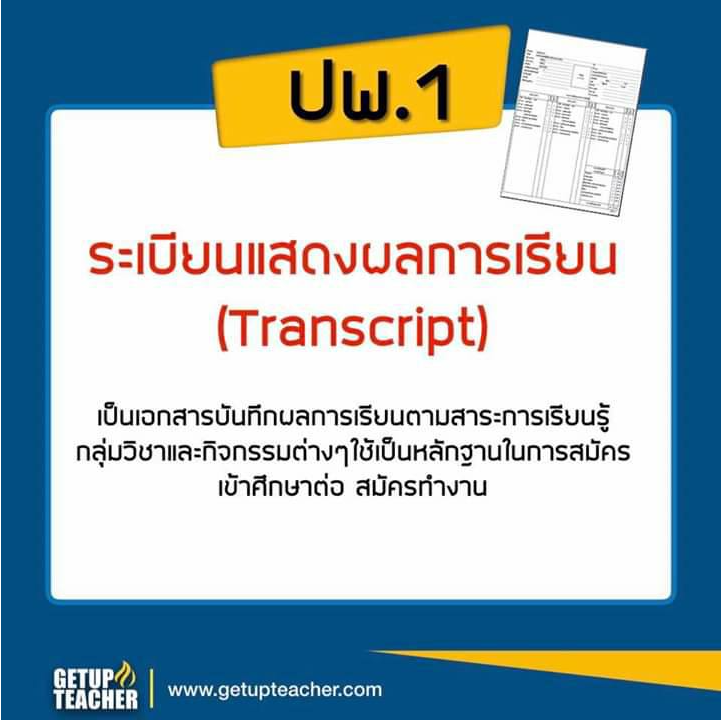 ปพ.1
ระเบียนแสดงผลการเรียน
(Transcript)
เป็นเอกสารบันทึกผลการเรียนตามสาระการเรียนรู้
กลุ่มวิชาและกิจกรรมต่างๆใช้เป็นหลักฐานในการสมัคร
เข้าศึกษาต่อ สมัครทำงาน
GETUP
TEACHER
www.getupteacher.com